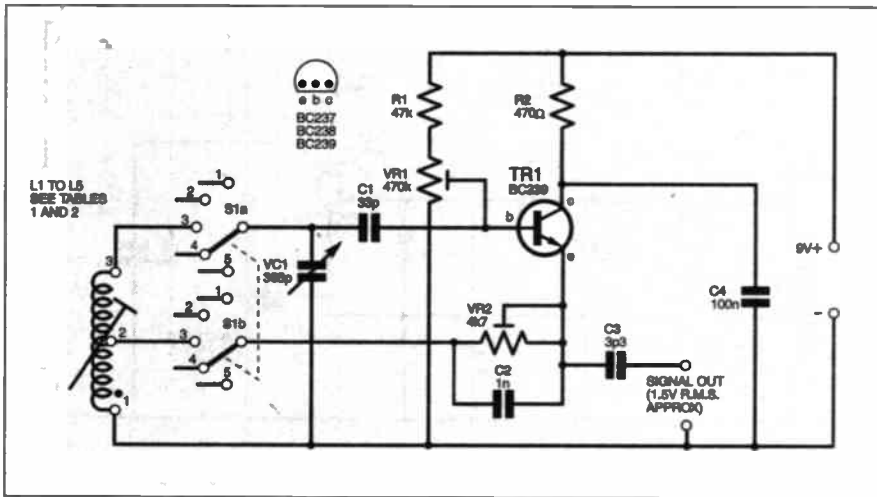 e b c
BC237
BC238
BC239
R1
47k
R2
470Ω
VR1
470k
TR1
BC239
c
b
e
L1 TO L5
SEE TABLES
1 AND 2
1
2
3
4
5
S1a
C1
33p
VC1
365p
3
2
1
1
2
3
4
5
S1b
VR2
4k7
C2
1n
C3
3p3
SIGNAL OUT
(1.5V R.M.S.
APPROX)
C4
100n
9V+
-